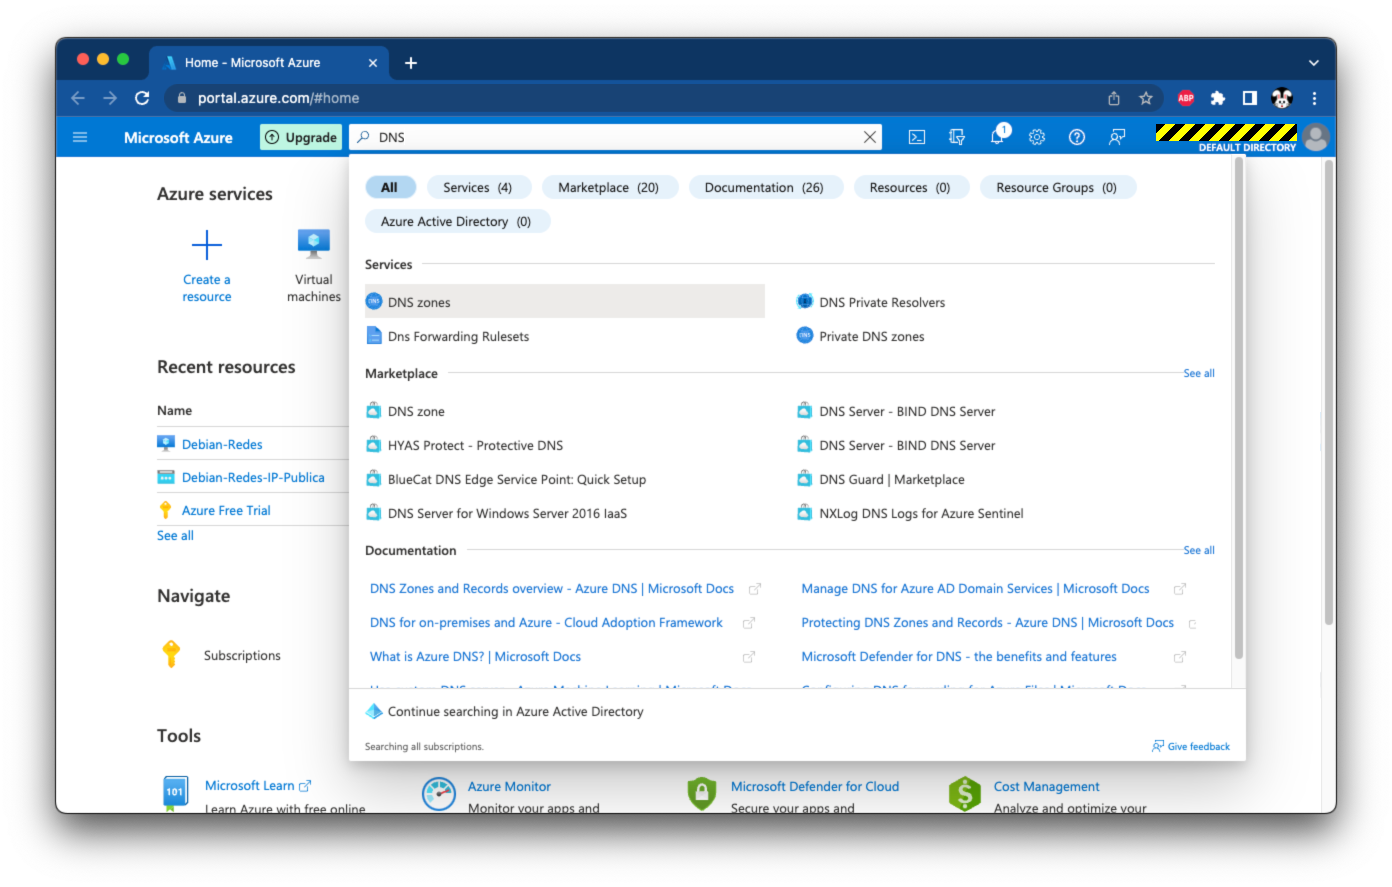 Home - Microsoft Azure
portal.azure.com/#home
ABP
Microsoft Azure
Upgrade
DNS
1
DEFAULT DIRECTORY
All
Services (4)
Marketplace (20)
Documentation (26)
Resources (0)
Resource Groups (0)
Azure Active Directory (0)
Azure services
Create a
resource
Virtual
machines
Services
DNS zones
DNS Private Resolvers
Dns Forwarding Rulesets
Private DNS zones
Recent resources
Name
Debian-Redes
Debian-Redes-IP-Publica
Azure Free Trial
See all
Marketplace
See all
DNS zone
DNS Server - BIND DNS Server
HYAS Protect - Protective DNS
DNS Server - BIND DNS Server
BlueCat DNS Edge Service Point: Quick Setup
DNS Guard | Marketplace
DNS Server for Windows Server 2016 IaaS
NXLog DNS Logs for Azure Sentinel
Documentation
See all
DNS Zones and Records overview - Azure DNS | Microsoft Docs
Manage DNS for Azure AD Domain Services | Microsoft Docs
DNS for on-premises and Azure - Cloud Adoption Framework
Protecting DNS Zones and Records - Azure DNS | Microsoft Docs
What is Azure DNS? | Microsoft Docs
Microsoft Defender for DNS - the benefits and features
Continue searching in Azure Active Directory
Searching all subscriptions.
Give feedback
Navigate
Subscriptions
Tools
101
Microsoft Learn
Learn Azure with free online
Azure Monitor
Monitor your apps and
Microsoft Defender for Cloud
Secure your apps and
Cost Management
Analyze and optimize your